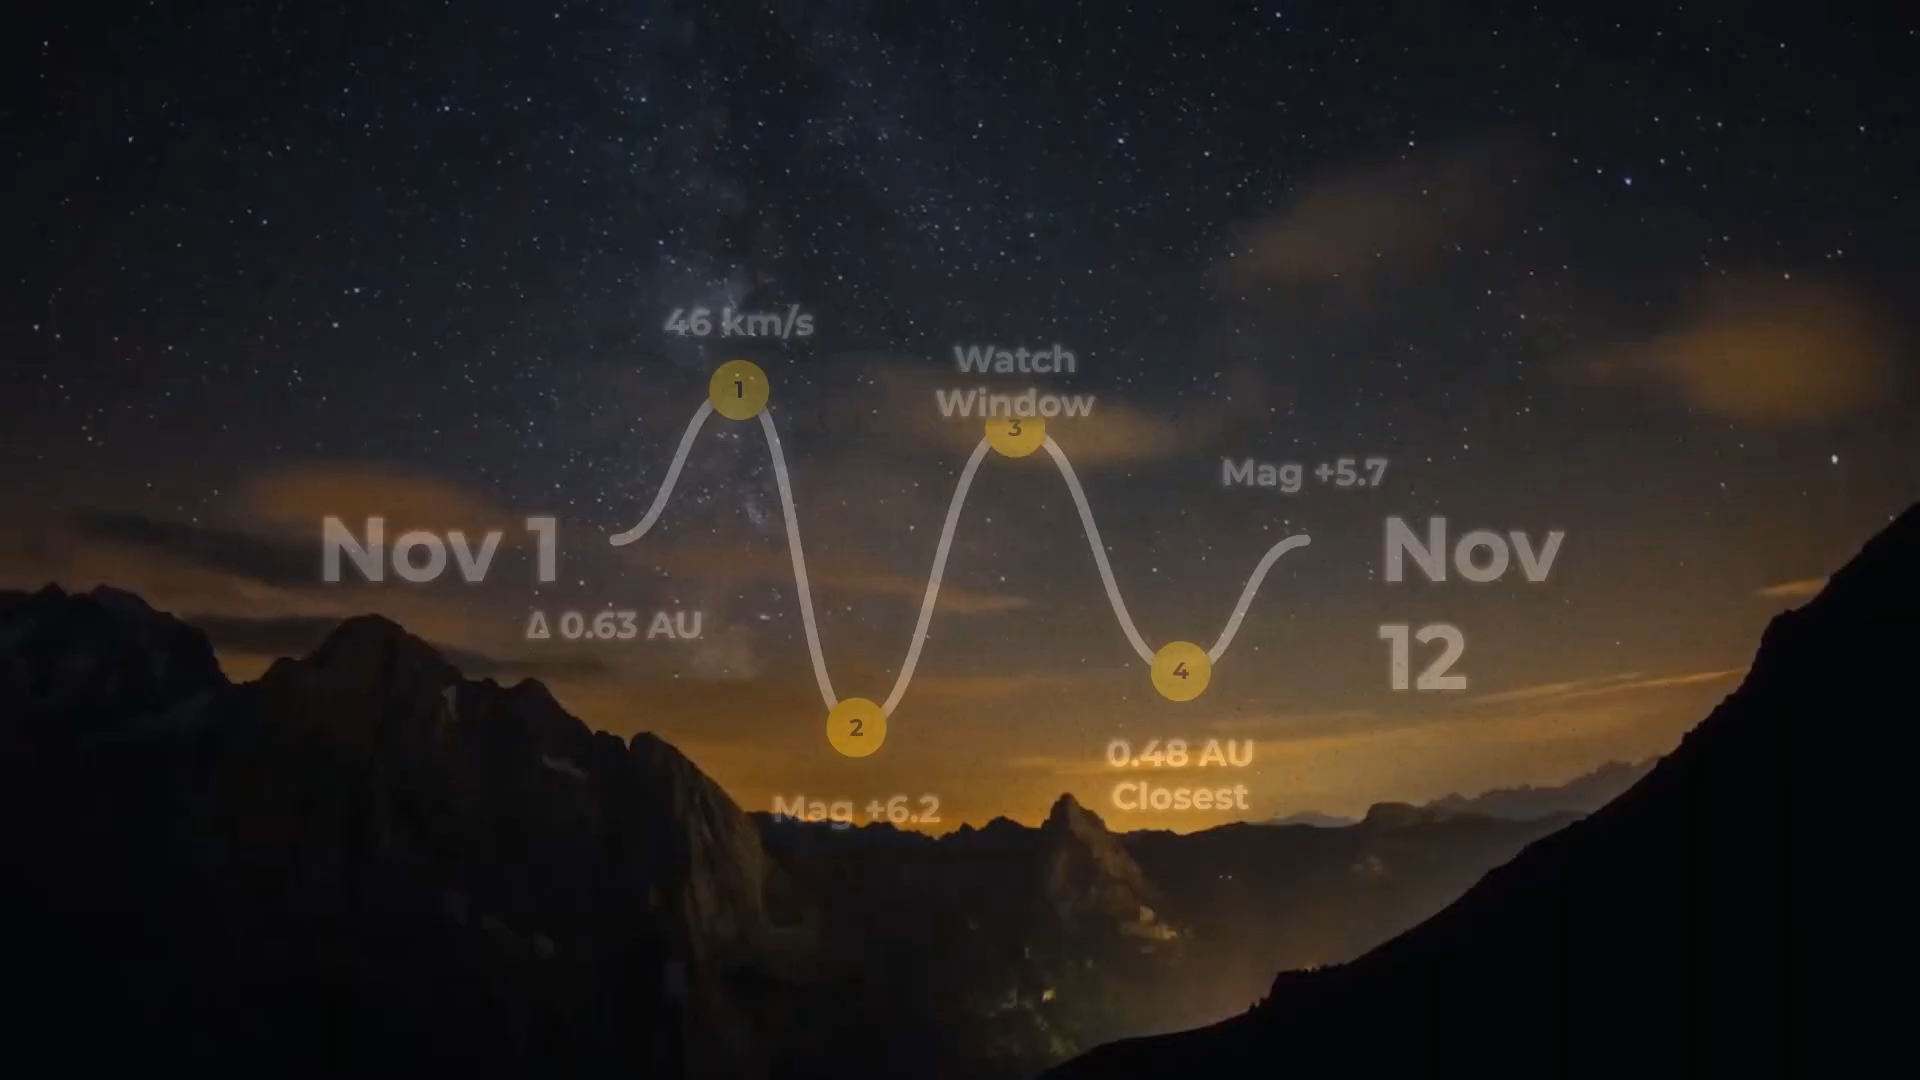 Nov 1
Δ 0.63 AU
46 km/s
1
Mag +6.2
2
Watch
Window
3
0.48 AU
Closest
4
Mag +5.7
Nov
12